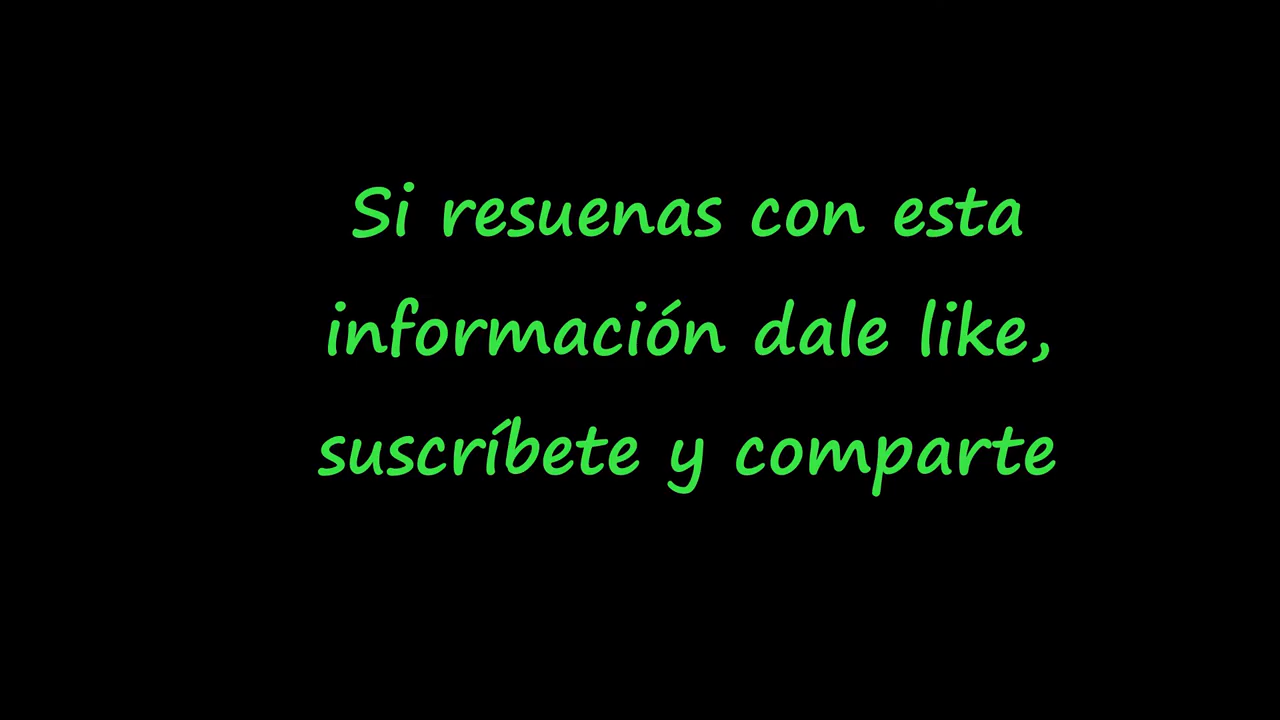 Si resuenas con esta
información dale like,
suscríbete y comparte